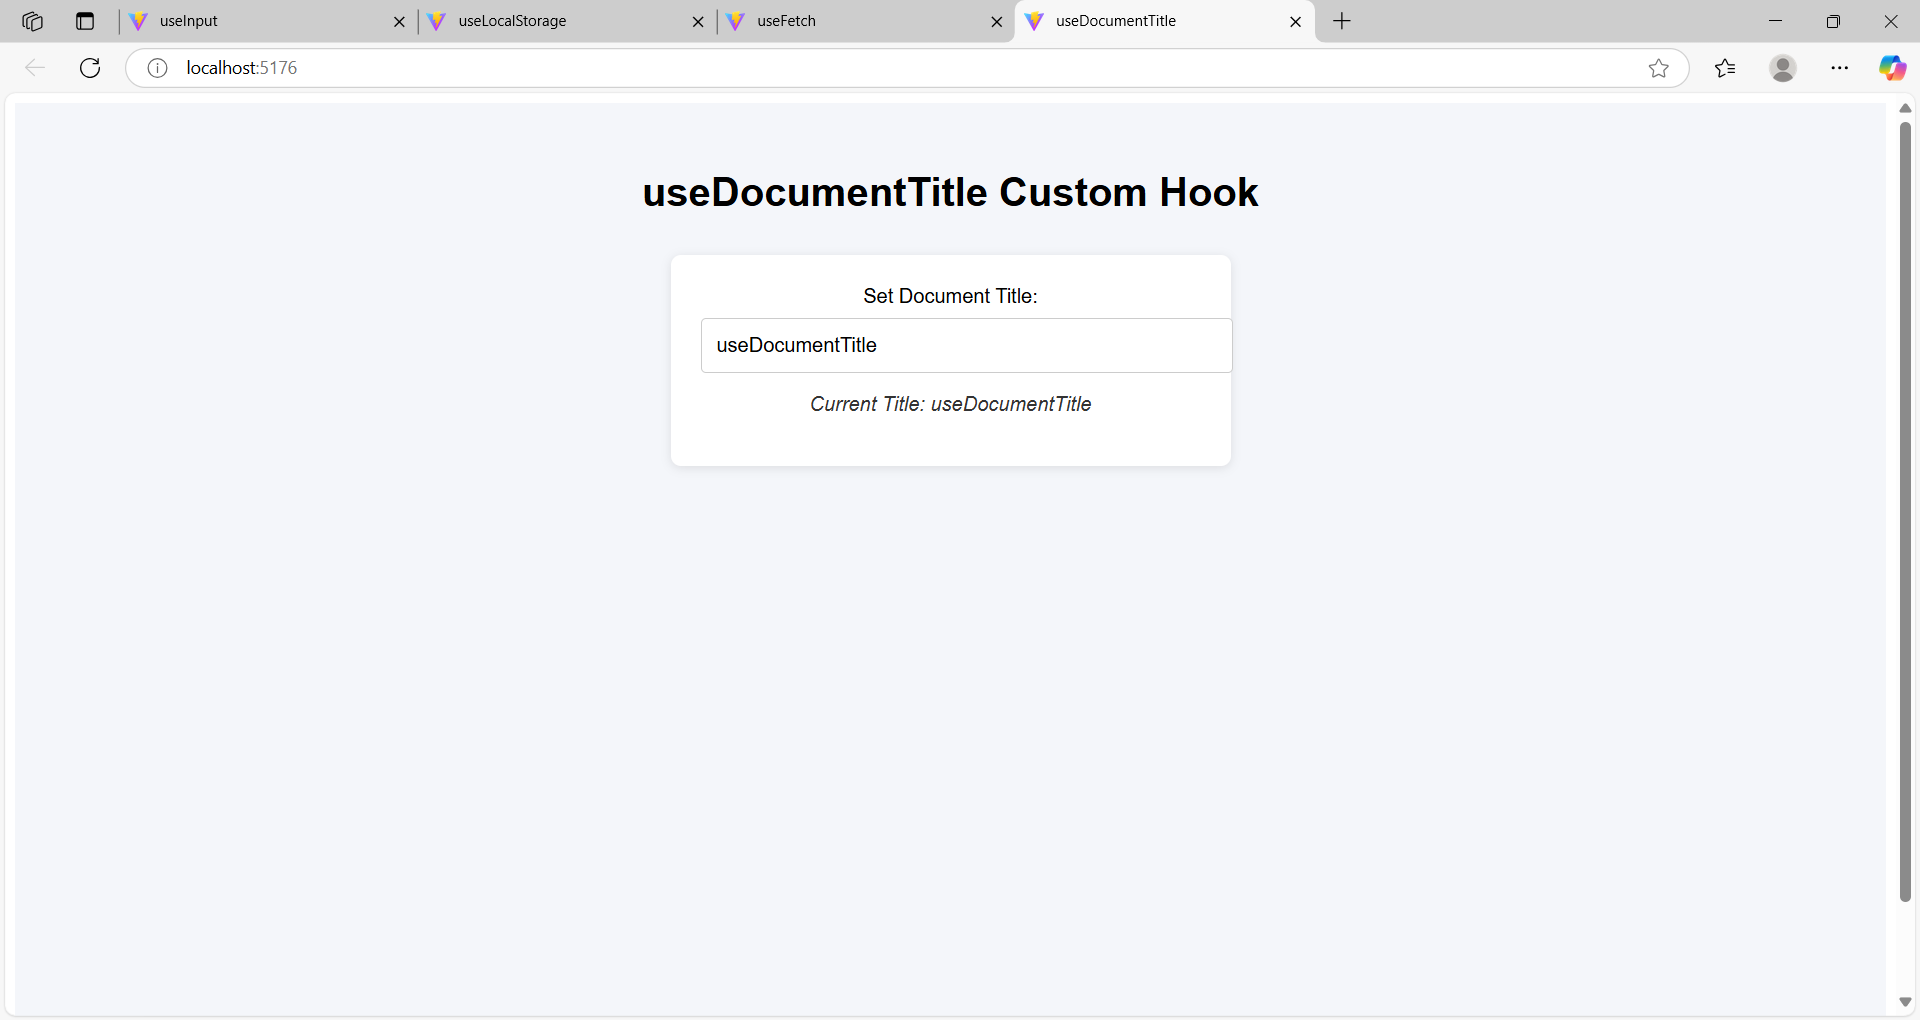 useInput
useLocalStorage
useFetch
useDocumentTitle
localhost:5176
useDocumentTitle Custom Hook
Set Document Title:
useDocumentTitle
Current Title: useDocumentTitle